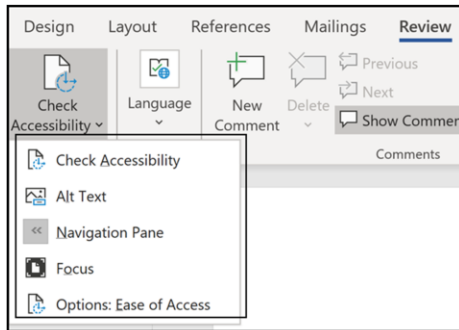 Design Layout References Mailings Review
Check Accessibility
Language
New Comment
Delete
Previous
Next
Show Commen
Comments
Check Accessibility
Alt Text
Navigation Pane
Focus
Options: Ease of Access